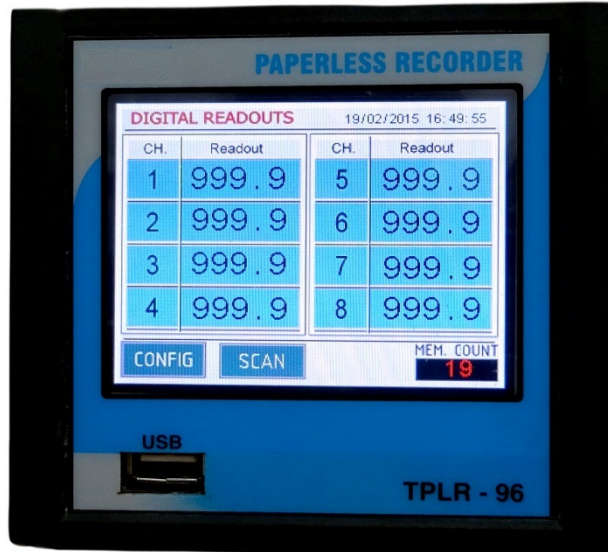 PAPERLESS RECORDER
DIGITAL READOUTS 19/02/2015 16:49:55
CH. Readout CH. Readout
1 999.9 5 999.9
2 999.9 6 999.9
3 999.9 7 999.9
4 999.9 8 999.9
CONFIG SCAN MEM. COUNT
19
USB
TPLR - 96